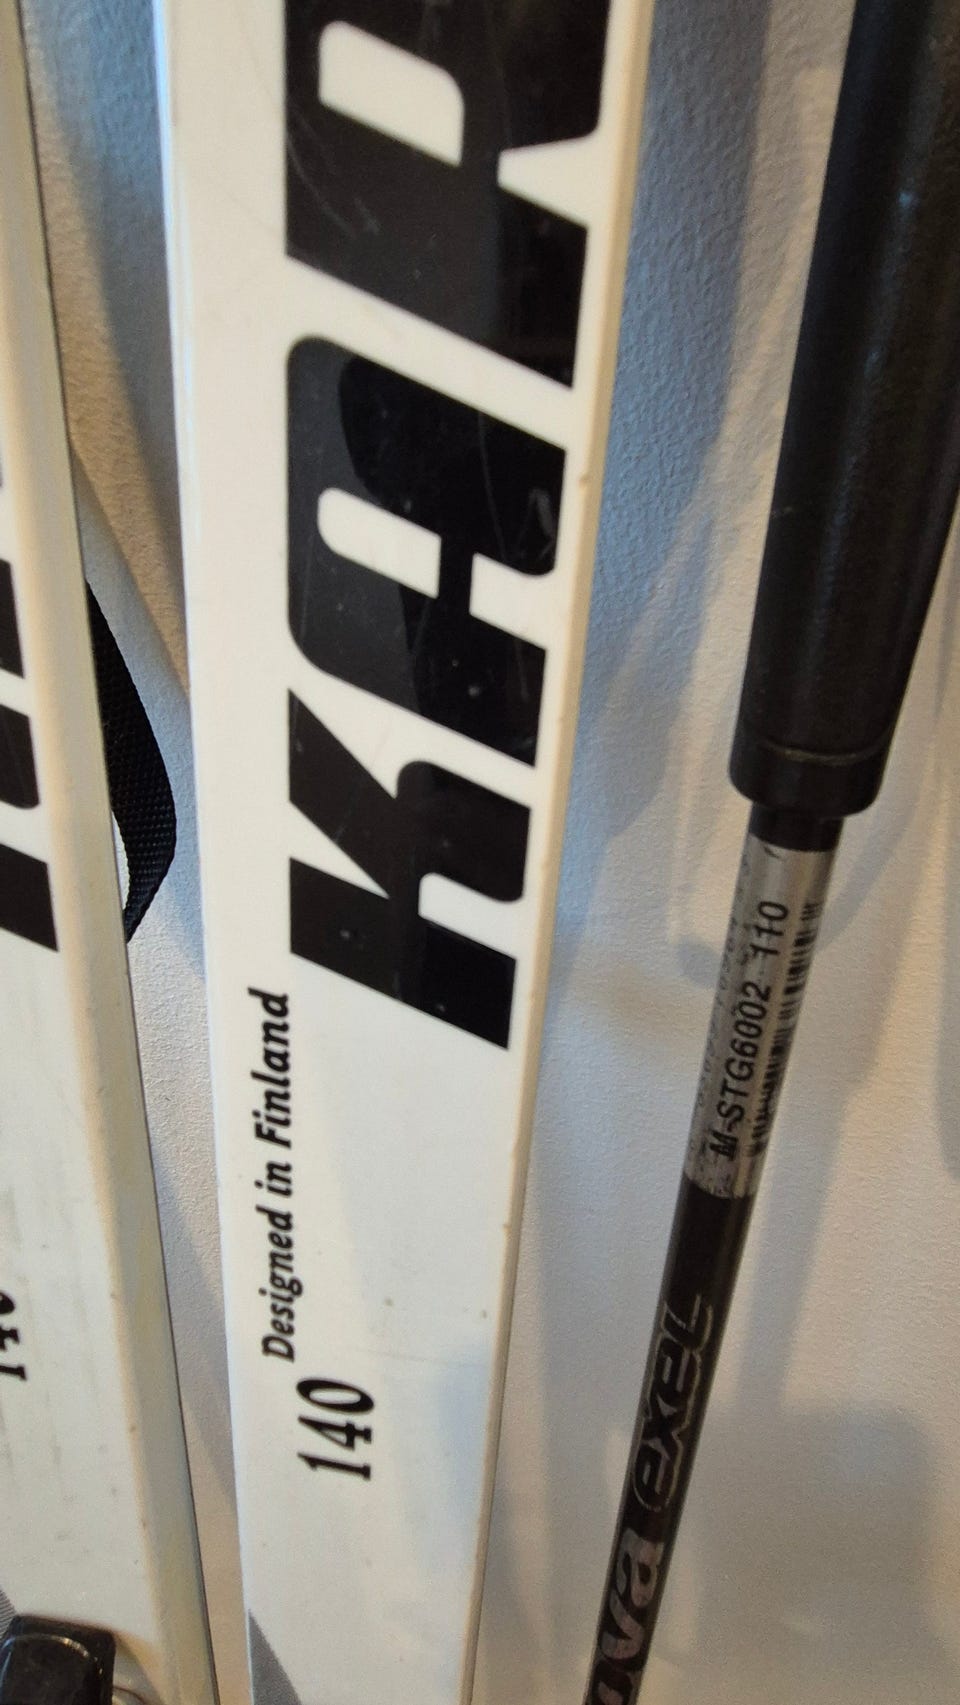 KAR
Designed in Finland
140
M-STG6002 110
exel